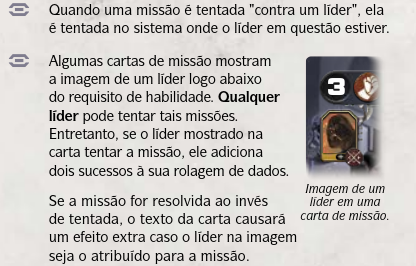 Quando uma missão é tentada "contra um líder", ela
é tentada no sistema onde o líder em questão estiver.
Algumas cartas de missão mostram
a imagem de um líder logo abaixo
do requisito de habilidade. Qualquer
líder pode tentar tais missões.
Entretanto, se o líder mostrado na
carta tentar a missão, ele adiciona
dois sucessos à sua rolagem de dados.
3
Imagem de um
líder em uma
carta de missão.
Se a missão for resolvida ao invés
de tentada, o texto da carta causará
um efeito extra caso o líder na imagem
seja o atribuído para a missão.